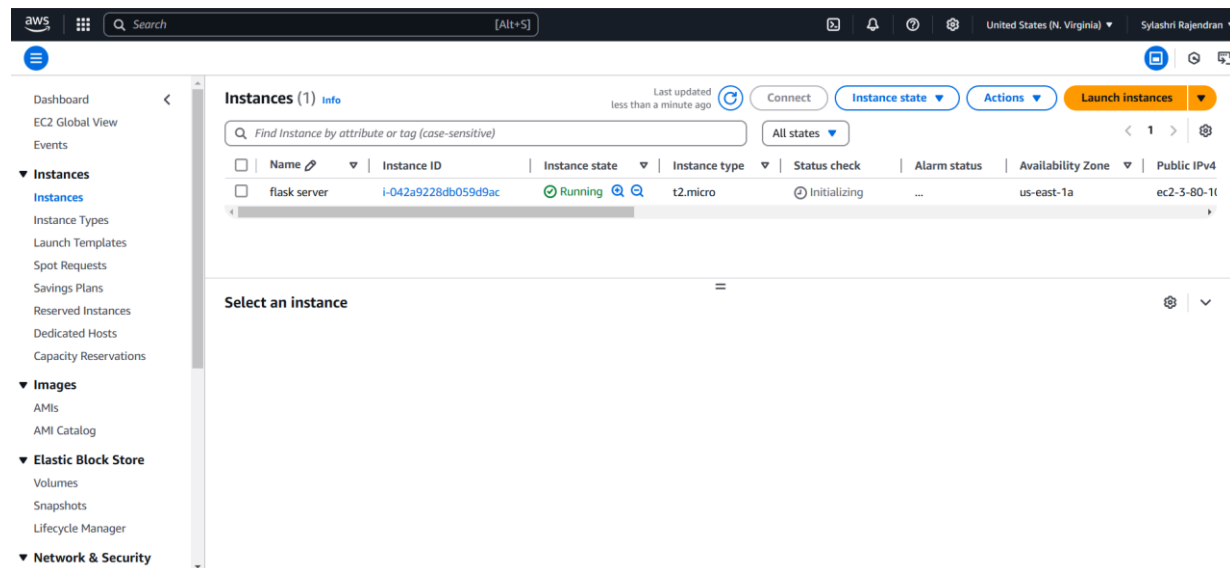 aws Search [Alt+S] United States (N. Virginia) Sylashri Rajendran
Dashboard
EC2 Global View
Events
Instances
Instances
Instance Types
Launch Templates
Spot Requests
Savings Plans
Reserved Instances
Dedicated Hosts
Capacity Reservations
Images
AMIs
AMI Catalog
Elastic Block Store
Volumes
Snapshots
Lifecycle Manager
Network & Security
Instances (1) Info
Last updated
less than a minute ago
Connect Instance state Actions Launch instances
Find Instance by attribute or tag (case-sensitive) All states 1
Name Instance ID Instance state Instance type Status check Alarm status Availability Zone Public IPv4
flask server i-042a9228db059d9ac Running t2.micro Initializing ... us-east-1a ec2-3-80-10
Select an instance